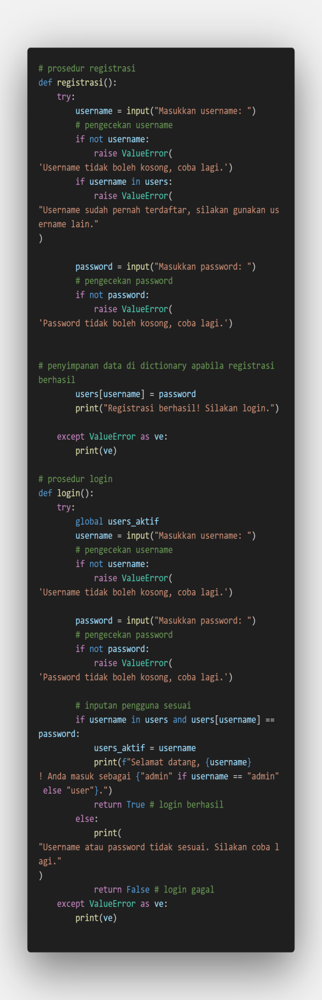 # prosedur registrasi
def registrasi():
    try:
        username = input("Masukkan username: ")
        # pengecekan username
        if not username:
            raise ValueError(
'Username tidak boleh kosong, coba lagi.')
        if username in users:
            raise ValueError(
"Username sudah pernah terdaftar, silakan gunakan us
ername lain."
)

        password = input("Masukkan password: ")
        # pengecekan password
        if not password:
            raise ValueError(
'Password tidak boleh kosong, coba lagi.')


# penyimpanan data di dictionary apabila registrasi
berhasil
        users[username] = password
        print("Registrasi berhasil! Silakan login.")

    except ValueError as ve:
        print(ve)

# prosedur login
def login():
    try:
        global users_aktif
        username = input("Masukkan username: ")
        # pengecekan username
        if not username:
            raise ValueError(
'Username tidak boleh kosong, coba lagi.')

        password = input("Masukkan password: ")
        # pengecekan password
        if not password:
            raise ValueError(
'Password tidak boleh kosong, coba lagi.')

        # inputan pengguna sesuai
        if username in users and users[username] ==
password:
            users_aktif = username
            print(f"Selamat datang, {username}
! Anda masuk sebagai {"admin" if username == "admin"
 else "user"}.")
            return True # login berhasil
        else:
            print(
"Username atau password tidak sesuai. Silakan coba l
agi."
)
            return False # login gagal
    except ValueError as ve:
        print(ve)